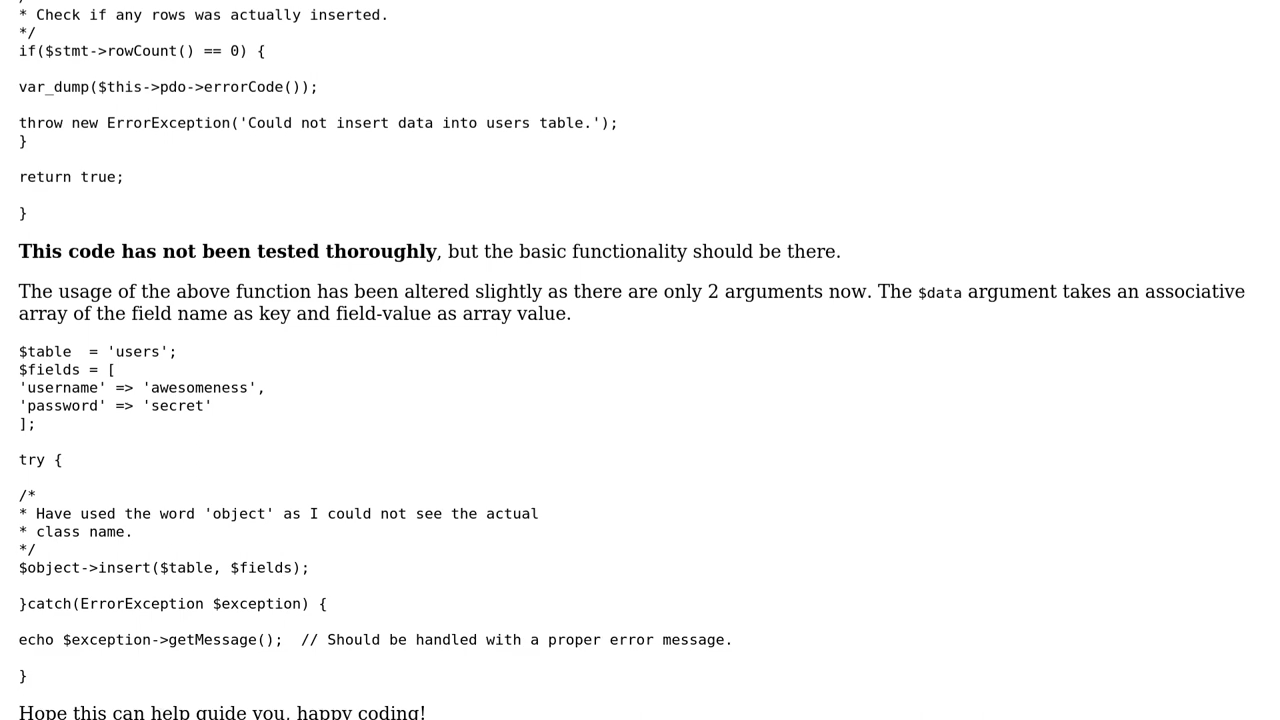 * Check if any rows was actually inserted.
*/
if($stmt->rowCount() == 0) {
var_dump($this->pdo->errorCode());
throw new ErrorException('Could not insert data into users table.');
}
return true;
}
This code has not been tested thoroughly, but the basic functionality should be there.
The usage of the above function has been altered slightly as there are only 2 arguments now. The $data argument takes an associative
array of the field name as key and field-value as array value.
$table  = 'users';
$fields = [
'username' => 'awesomeness',
'password' => 'secret'
];
try {
/*
* Have used the word 'object' as I could not see the actual
* class name.
*/
$object->insert($table, $fields);
}catch(ErrorException $exception) {
echo $exception->getMessage();  // Should be handled with a proper error message.
}
Hope this can help guide you, happy coding!